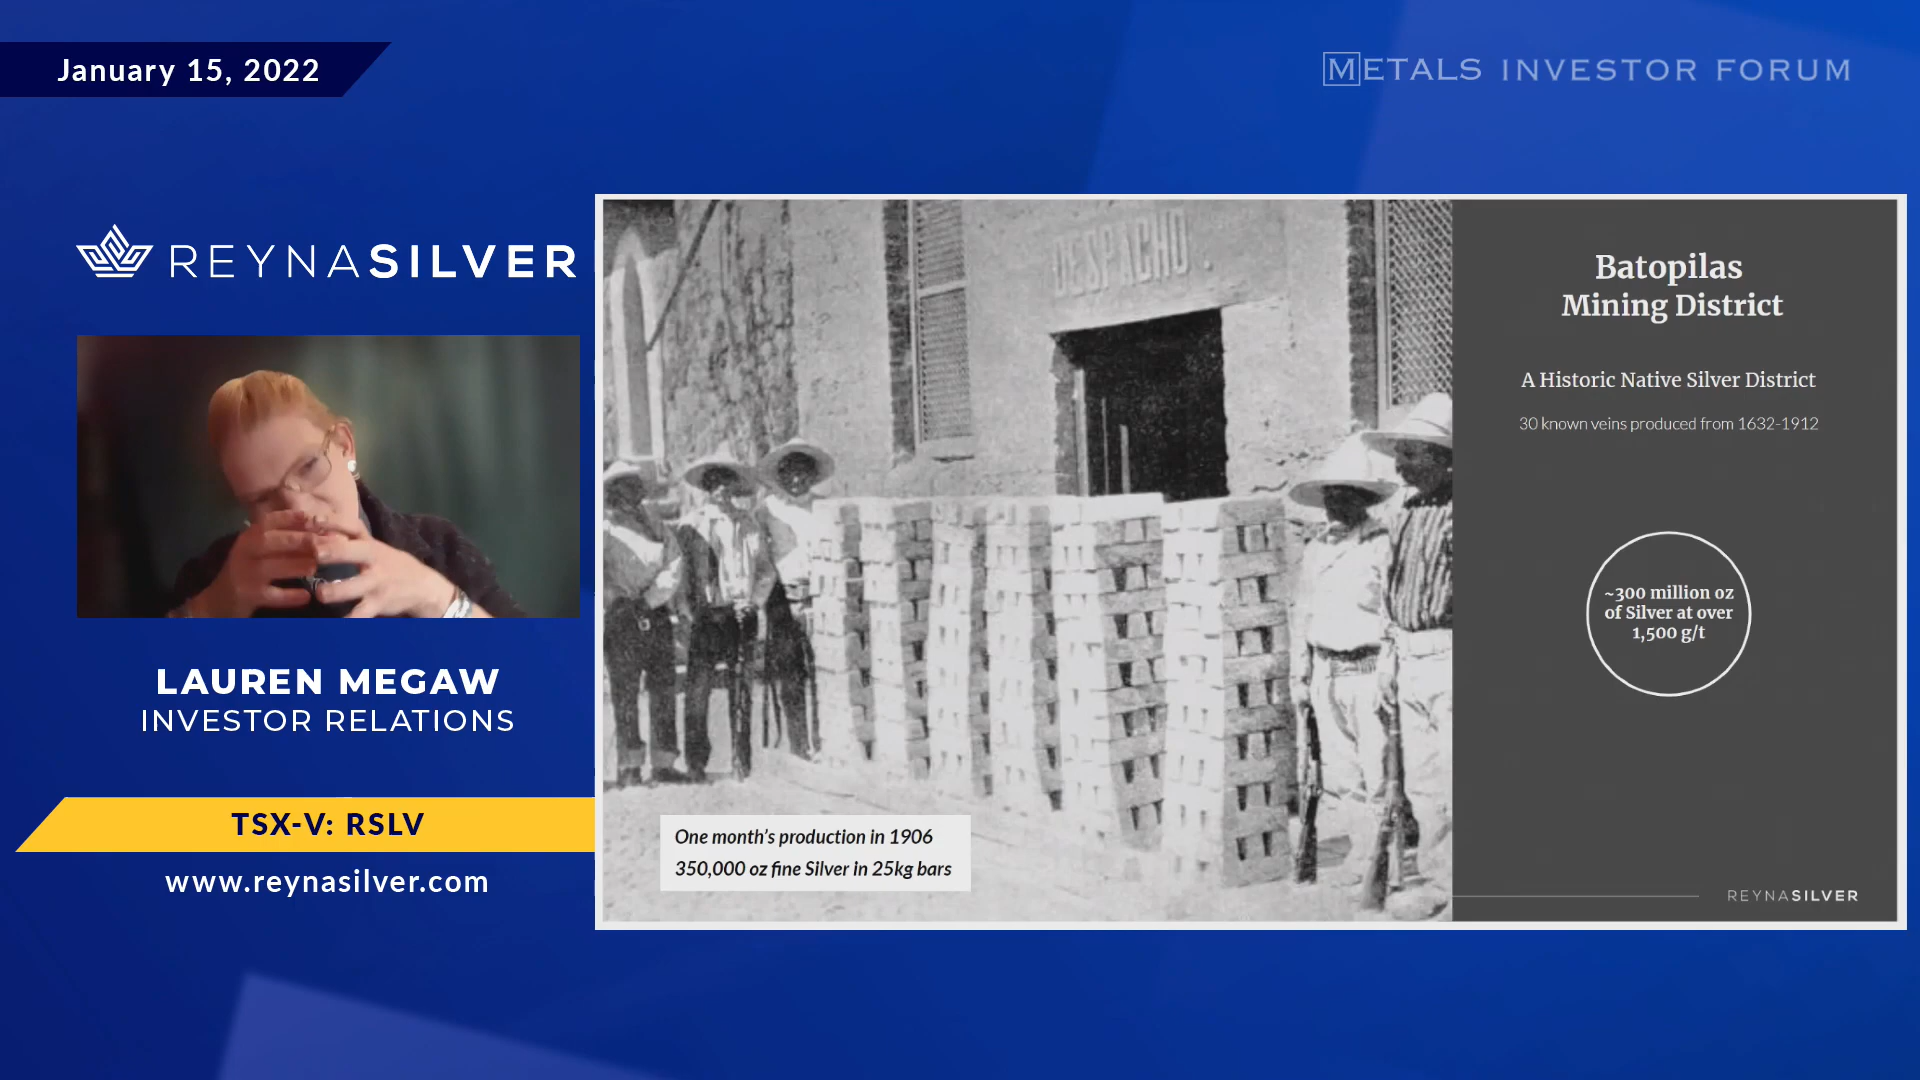 January 15, 2022
METALS INVESTOR FORUM
REYNASILVER
LAUREN MEGAW
INVESTOR RELATIONS
TSX-V: RSLV
www.reynasilver.com
DESPACHO.
One month's production in 1906
350,000 oz fine Silver in 25kg bars
Batopilas
Mining District
A Historic Native Silver District
30 known veins produced from 1632-1912
~300 million oz
of Silver at over
1,500 g/t
REYNASILVER